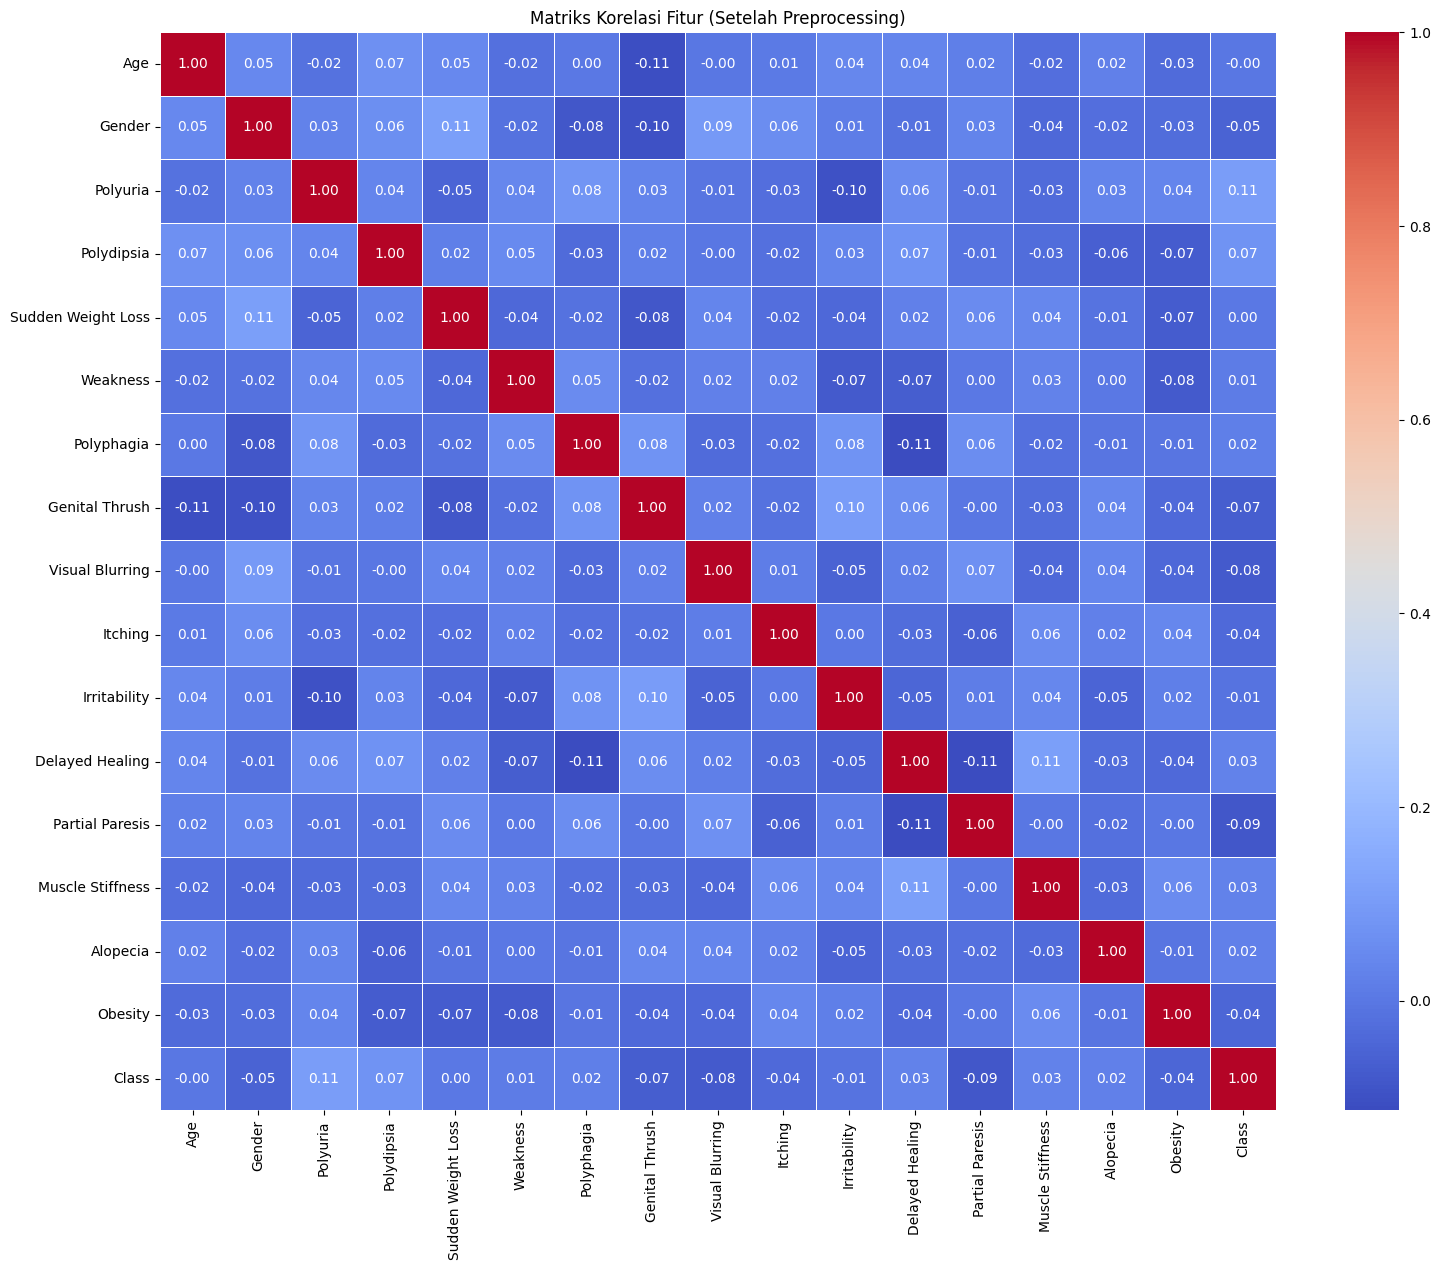 Matriks Korelasi Fitur (Setelah Preprocessing)
Age 1.00 0.05 -0.02 0.07 0.05 -0.02 0.00 -0.11 -0.00 0.01 0.04 0.04 0.02 -0.02 0.02 -0.03 -0.00
Gender 0.05 1.00 0.03 0.06 0.11 -0.02 -0.08 -0.10 0.09 0.06 0.01 -0.01 0.03 -0.04 -0.02 -0.03 -0.05
Polyuria -0.02 0.03 1.00 0.04 -0.05 0.04 0.08 0.03 -0.01 -0.03 -0.10 0.06 -0.01 -0.03 0.03 0.04 0.11
Polydipsia 0.07 0.06 0.04 1.00 0.02 0.05 -0.03 0.02 -0.00 -0.02 0.03 0.07 -0.01 -0.03 -0.06 -0.07 0.07
Sudden Weight Loss 0.05 0.11 -0.05 0.02 1.00 -0.04 -0.02 -0.08 0.04 -0.02 -0.04 0.02 0.06 0.04 -0.01 -0.07 0.00
Weakness -0.02 -0.02 0.04 0.05 -0.04 1.00 0.05 -0.02 0.02 0.02 -0.07 -0.07 0.00 0.03 0.00 -0.08 0.01
Polyphagia 0.00 -0.08 0.08 -0.03 -0.02 0.05 1.00 0.08 -0.03 -0.02 0.08 -0.11 0.06 -0.02 -0.01 -0.01 0.02
Genital Thrush -0.11 -0.10 0.03 0.02 -0.08 -0.02 0.08 1.00 0.02 -0.02 0.10 0.06 -0.00 -0.03 0.04 -0.04 -0.07
Visual Blurring -0.00 0.09 -0.01 -0.00 0.04 0.02 -0.03 0.02 1.00 0.01 -0.05 0.02 0.07 -0.04 0.04 -0.04 -0.08
Itching 0.01 0.06 -0.03 -0.02 -0.02 0.02 -0.02 -0.02 0.01 1.00 0.00 -0.03 -0.06 0.06 0.02 0.04 -0.04
Irritability 0.04 0.01 -0.10 0.03 -0.04 -0.07 0.08 0.10 -0.05 0.00 1.00 -0.05 0.01 0.04 -0.05 0.02 -0.01
Delayed Healing 0.04 -0.01 0.06 0.07 0.02 -0.07 -0.11 0.06 0.02 -0.03 -0.05 1.00 -0.11 0.11 -0.03 -0.04 0.03
Partial Paresis 0.02 0.03 -0.01 -0.01 0.06 0.00 0.06 -0.00 0.07 -0.06 0.01 -0.11 1.00 -0.00 -0.02 -0.00 -0.09
Muscle Stiffness -0.02 -0.04 -0.03 -0.03 0.04 0.03 -0.02 -0.03 -0.04 0.06 0.04 0.11 -0.00 1.00 -0.03 0.06 0.03
Alopecia 0.02 -0.02 0.03 -0.06 -0.01 0.00 -0.01 0.04 0.04 0.02 -0.05 -0.03 -0.02 -0.03 1.00 -0.01 0.02
Obesity -0.03 -0.03 0.04 -0.07 -0.07 -0.08 -0.01 -0.04 -0.04 0.04 0.02 -0.04 -0.00 0.06 -0.01 1.00 -0.04
Class -0.00 -0.05 0.11 0.07 0.00 0.01 0.02 -0.07 -0.08 -0.04 -0.01 0.03 -0.09 0.03 0.02 -0.04 1.00
Age Gender Polyuria Polydipsia Sudden Weight Loss Weakness Polyphagia Genital Thrush Visual Blurring Itching Irritability Delayed Healing Partial Paresis Muscle Stiffness Alopecia Obesity Class
1.0
0.8
0.6
0.4
0.2
0.0